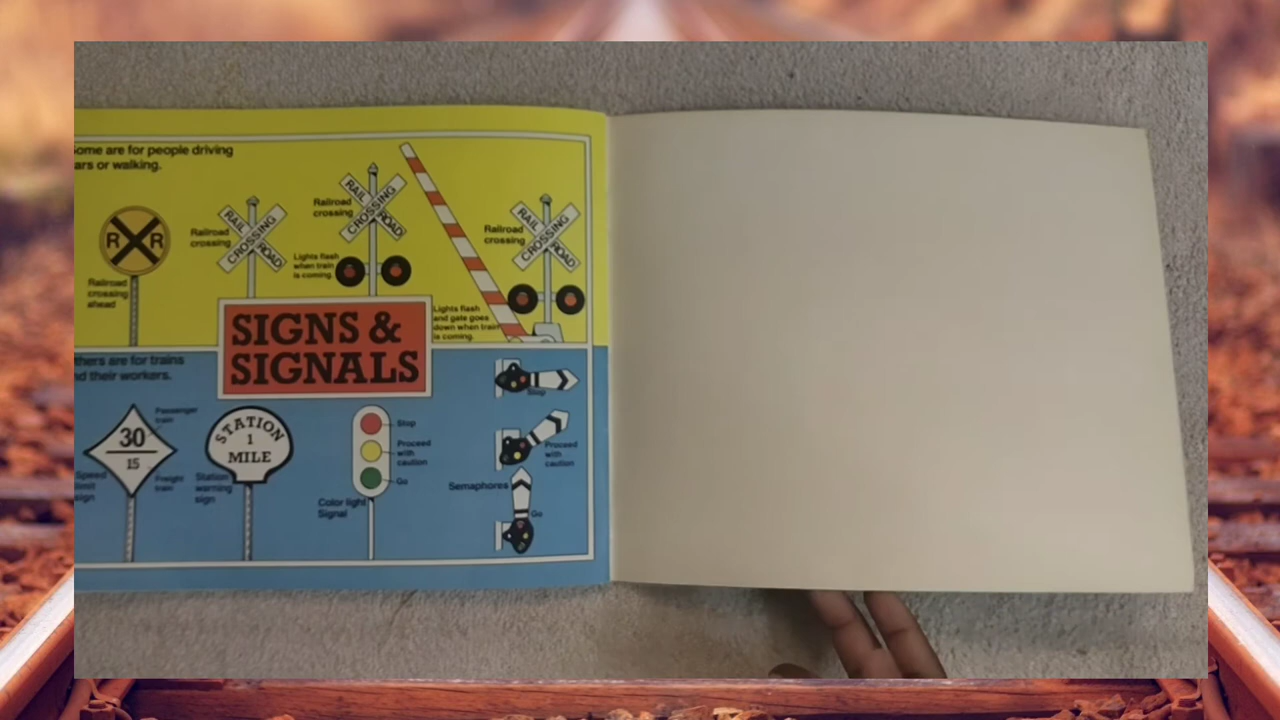 ome are for people driving
ars or walking.
R R
Railroad
crossing
ahead
Railroad
crossing
RAIL ROAD
CROSSING
Railroad
crossing
RAIL ROAD
CROSSING
Lights flash
when train
is coming.
Railroad
crossing
RAIL ROAD
CROSSING
Lights flash
and gate goes
down when train
is coming.
SIGNS &
SIGNALS
thers are for trains
nd their workers.
30
15
Passenger
train
Freight
train
Speed
imit
sign
STATION
1
MILE
Station
warning
sign
Stop
Proceed
with
caution
Go
Color light
Signal
Stop
Proceed
with
caution
Semaphores
Go